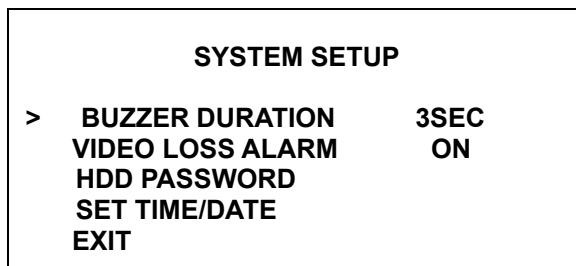 SYSTEM SETUP
> BUZZER DURATION 3SEC
VIDEO LOSS ALARM ON
HDD PASSWORD
SET TIME/DATE
EXIT